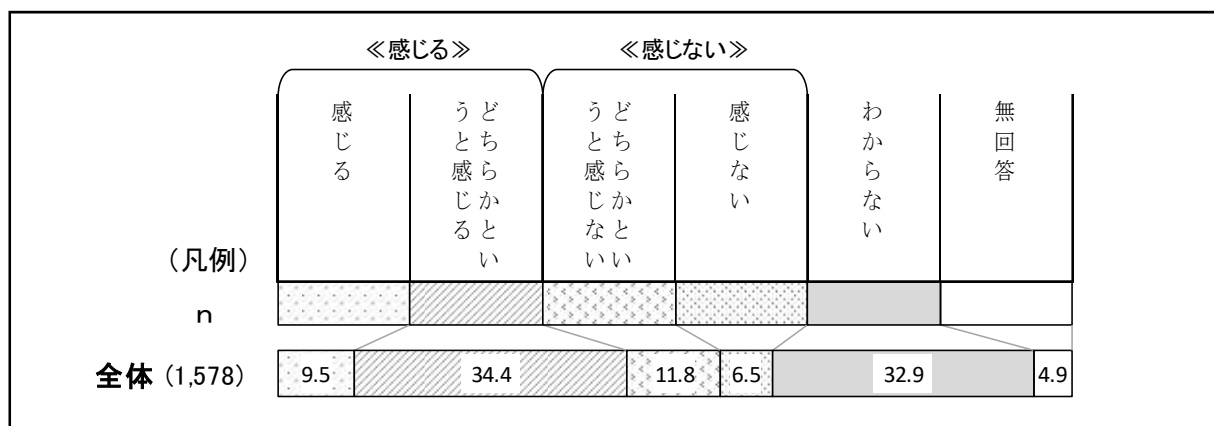 ≪感じる≫
≪感じない≫
感じる
どちらかとい
うと感じる
どちらかとい
うと感じない
感じない
わからない
無回答
(凡例)
n
全体 (1,578)
9.5
34.4
11.8
6.5
32.9
4.9